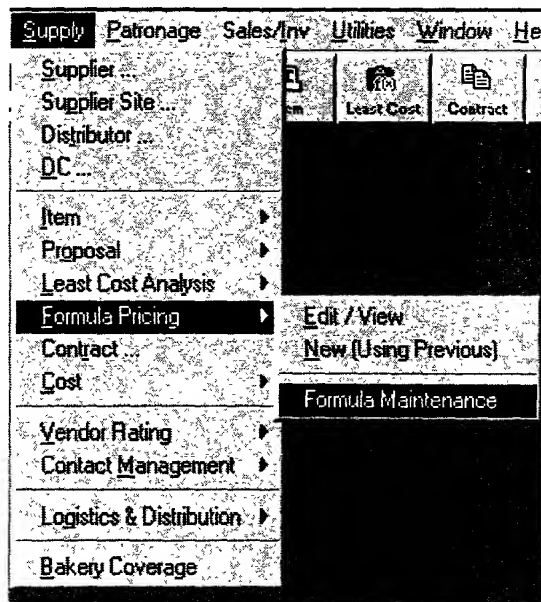 Supply Patronage Sales/Inv Utilities Window He
Supplier ...
Supplier Site ...
Distributor ...
DC ...
Least Cost Contract
Item
Proposal
Least Cost Analysis
Formula Pricing
Contract ...
Cost
Edit / View
New (Using Previous)
Formula Maintenance
Vendor Rating
Contact Management
Logistics & Distribution
Bakery Coverage